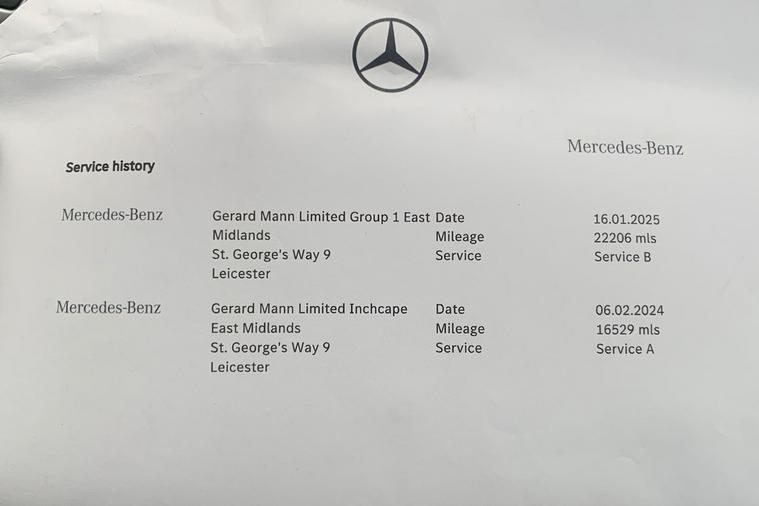 Mercedes-Benz
Service history
Mercedes-Benz Gerard Mann Limited Group 1 East Date 16.01.2025
Midlands Mileage 22206 mls
St. George's Way 9 Service Service B
Leicester
Mercedes-Benz Gerard Mann Limited Inchcape Date 06.02.2024
East Midlands Mileage 16529 mls
St. George's Way 9 Service Service A
Leicester